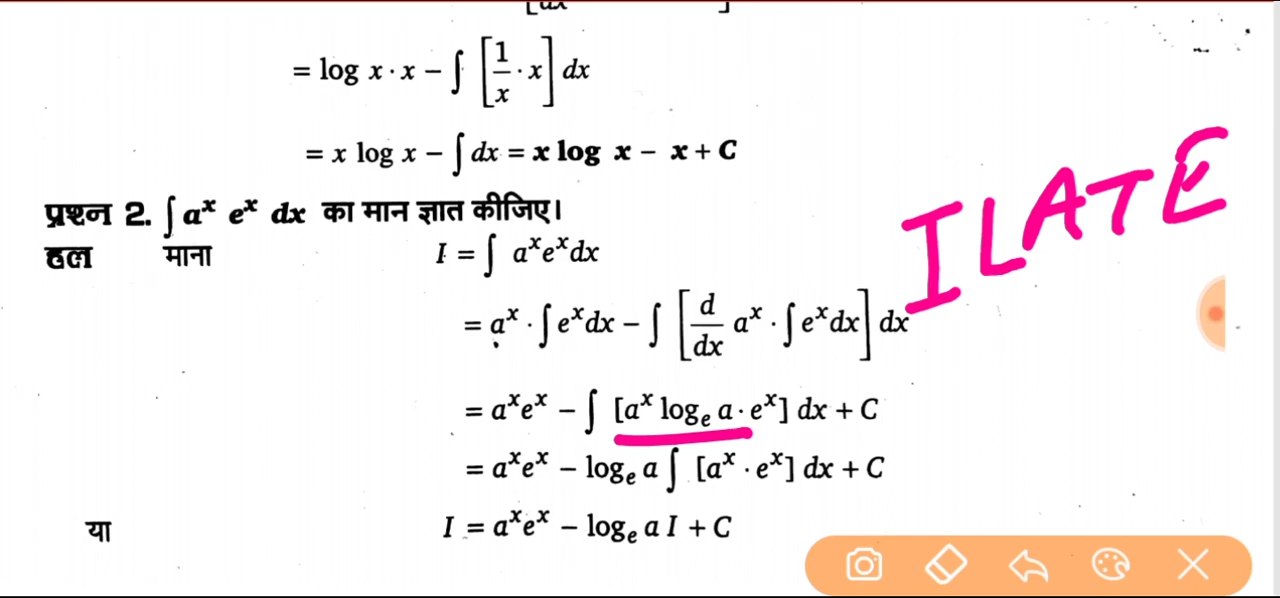 = log x · x − ∫ [1/x · x] dx
= x log x − ∫ dx = x log x − x + C
प्रश्न 2. ∫ aˣ eˣ dx का मान ज्ञात कीजिए।
हल माना I = ∫ aˣeˣdx
= aˣ · ∫ eˣdx − ∫ [d/dx aˣ · ∫ eˣdx] dx
= aˣeˣ − ∫ [aˣ logₑ a · eˣ] dx + C
= aˣeˣ − logₑ a ∫ [aˣ · eˣ] dx + C
या I = aˣeˣ − logₑ a I + C
ILATE